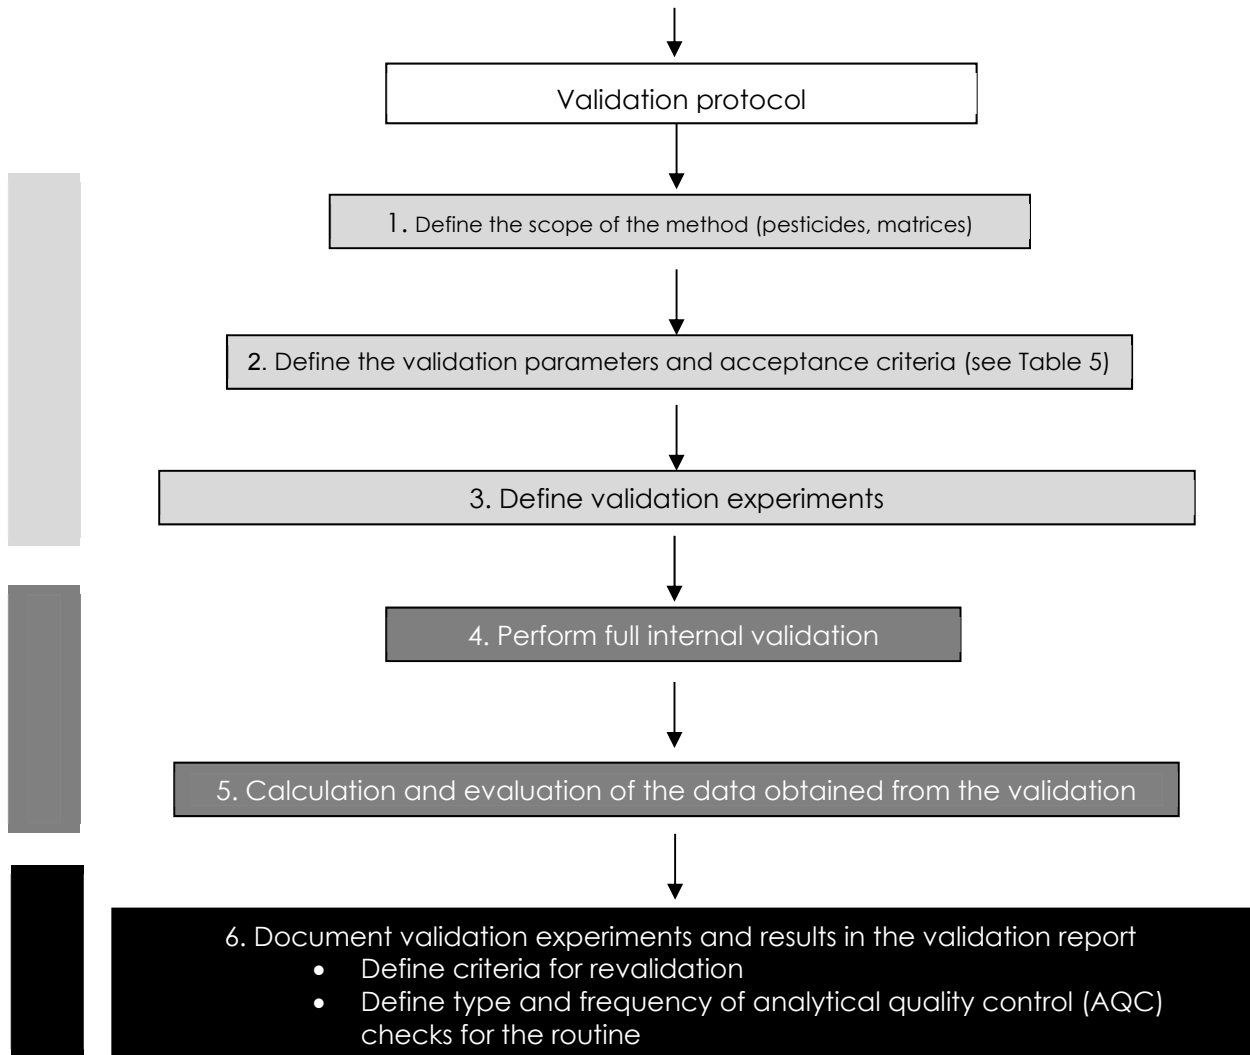 Validation protocol
1. Define the scope of the method (pesticides, matrices)
2. Define the validation parameters and acceptance criteria (see Table 5)
3. Define validation experiments
4. Perform full internal validation
5. Calculation and evaluation of the data obtained from the validation
6. Document validation experiments and results in the validation report
• Define criteria for revalidation
• Define type and frequency of analytical quality control (AQC)
checks for the routine